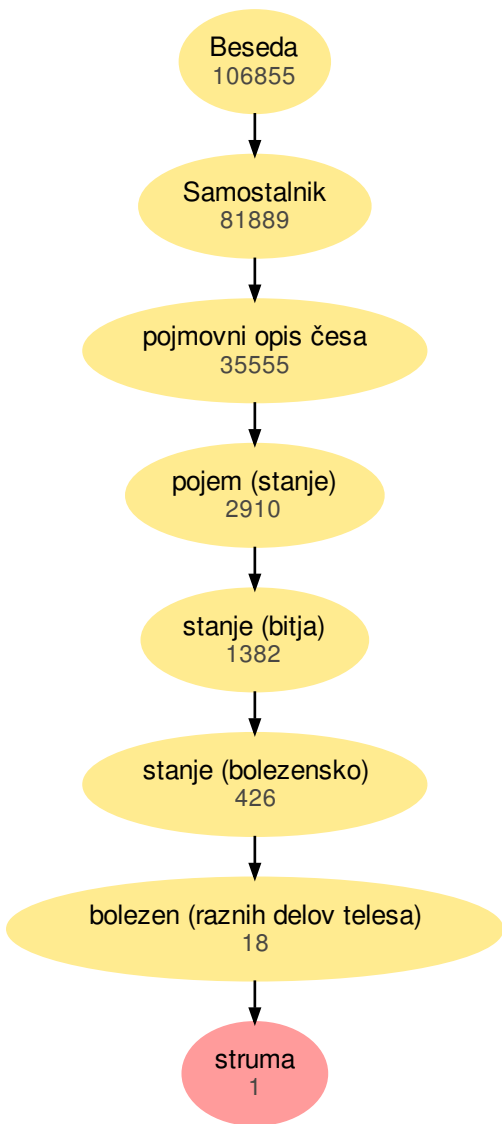 Beseda
106855
Samostalnik
81889
pojmovni opis česa
35555
pojem (stanje)
2910
stanje (bitja)
1382
stanje (bolezensko)
426
bolezen (raznih delov telesa)
18
struma
1